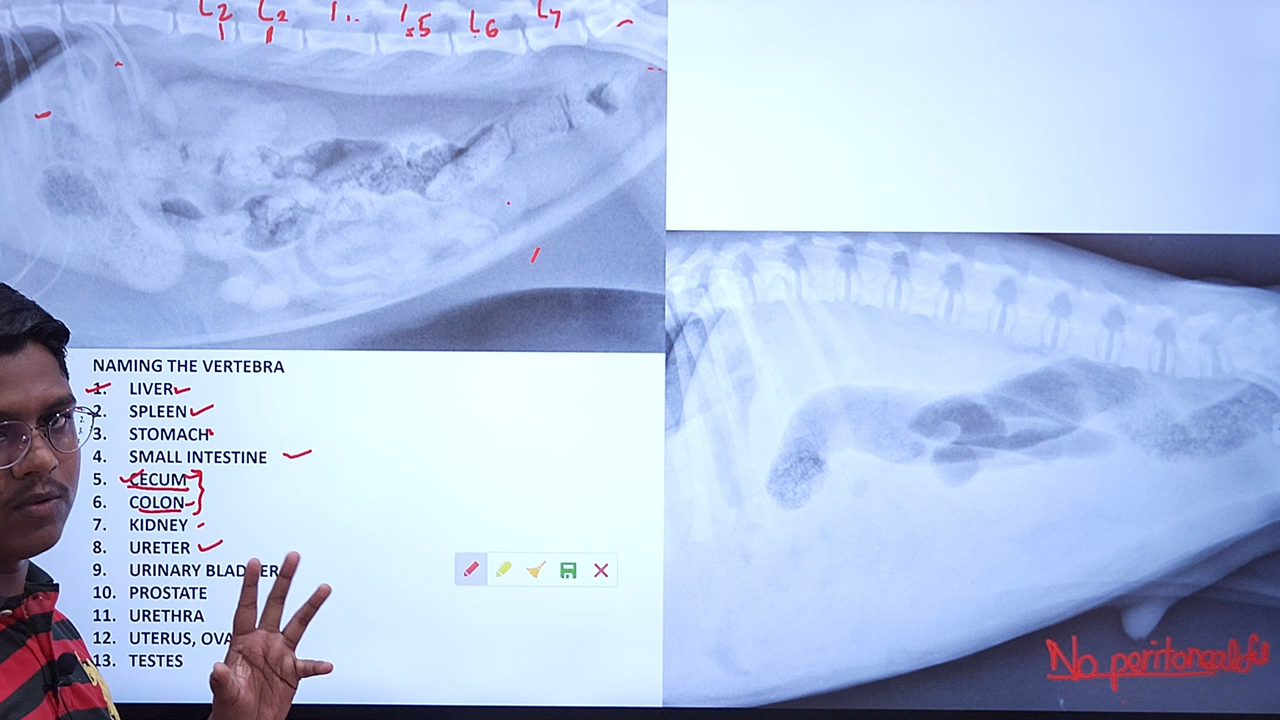 L2 L2 5 L6 L7
NAMING THE VERTEBRA
1. LIVER
2. SPLEEN
3. STOMACH
4. SMALL INTESTINE
5. CECUM
6. COLON
7. KIDNEY
8. URETER
9. URINARY BLADDER
10. PROSTATE
11. URETHRA
12. UTERUS, OVA
13. TESTES
No peritoneal